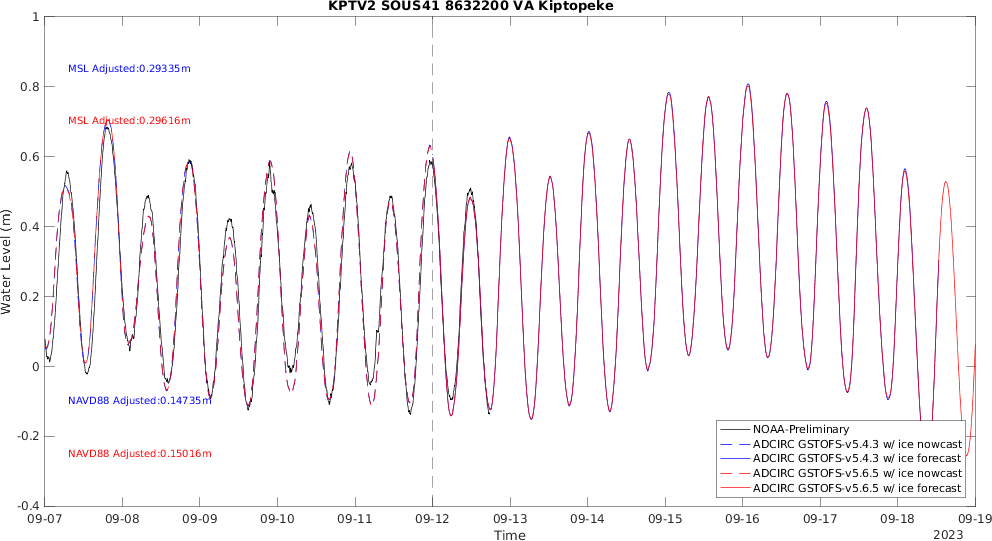 KPTV2 SOUS41 8632200 VA Kiptopeke
1
0.8
0.6
0.4
0.2
0
-0.2
-0.4
Water Level (m)
MSL Adjusted:0.29335m
MSL Adjusted:0.29616m
NAVD88 Adjusted:0.14735m
NAVD88 Adjusted:0.15016m
NOAA-Preliminary
ADCIRC GSTOFS-v5.4.3 w/ ice nowcast
ADCIRC GSTOFS-v5.4.3 w/ ice forecast
ADCIRC GSTOFS-v5.6.5 w/ ice nowcast
ADCIRC GSTOFS-v5.6.5 w/ ice forecast
09-07 09-08 09-09 09-10 09-11 09-12 09-13 09-14 09-15 09-16 09-17 09-18 09-19
Time
2023